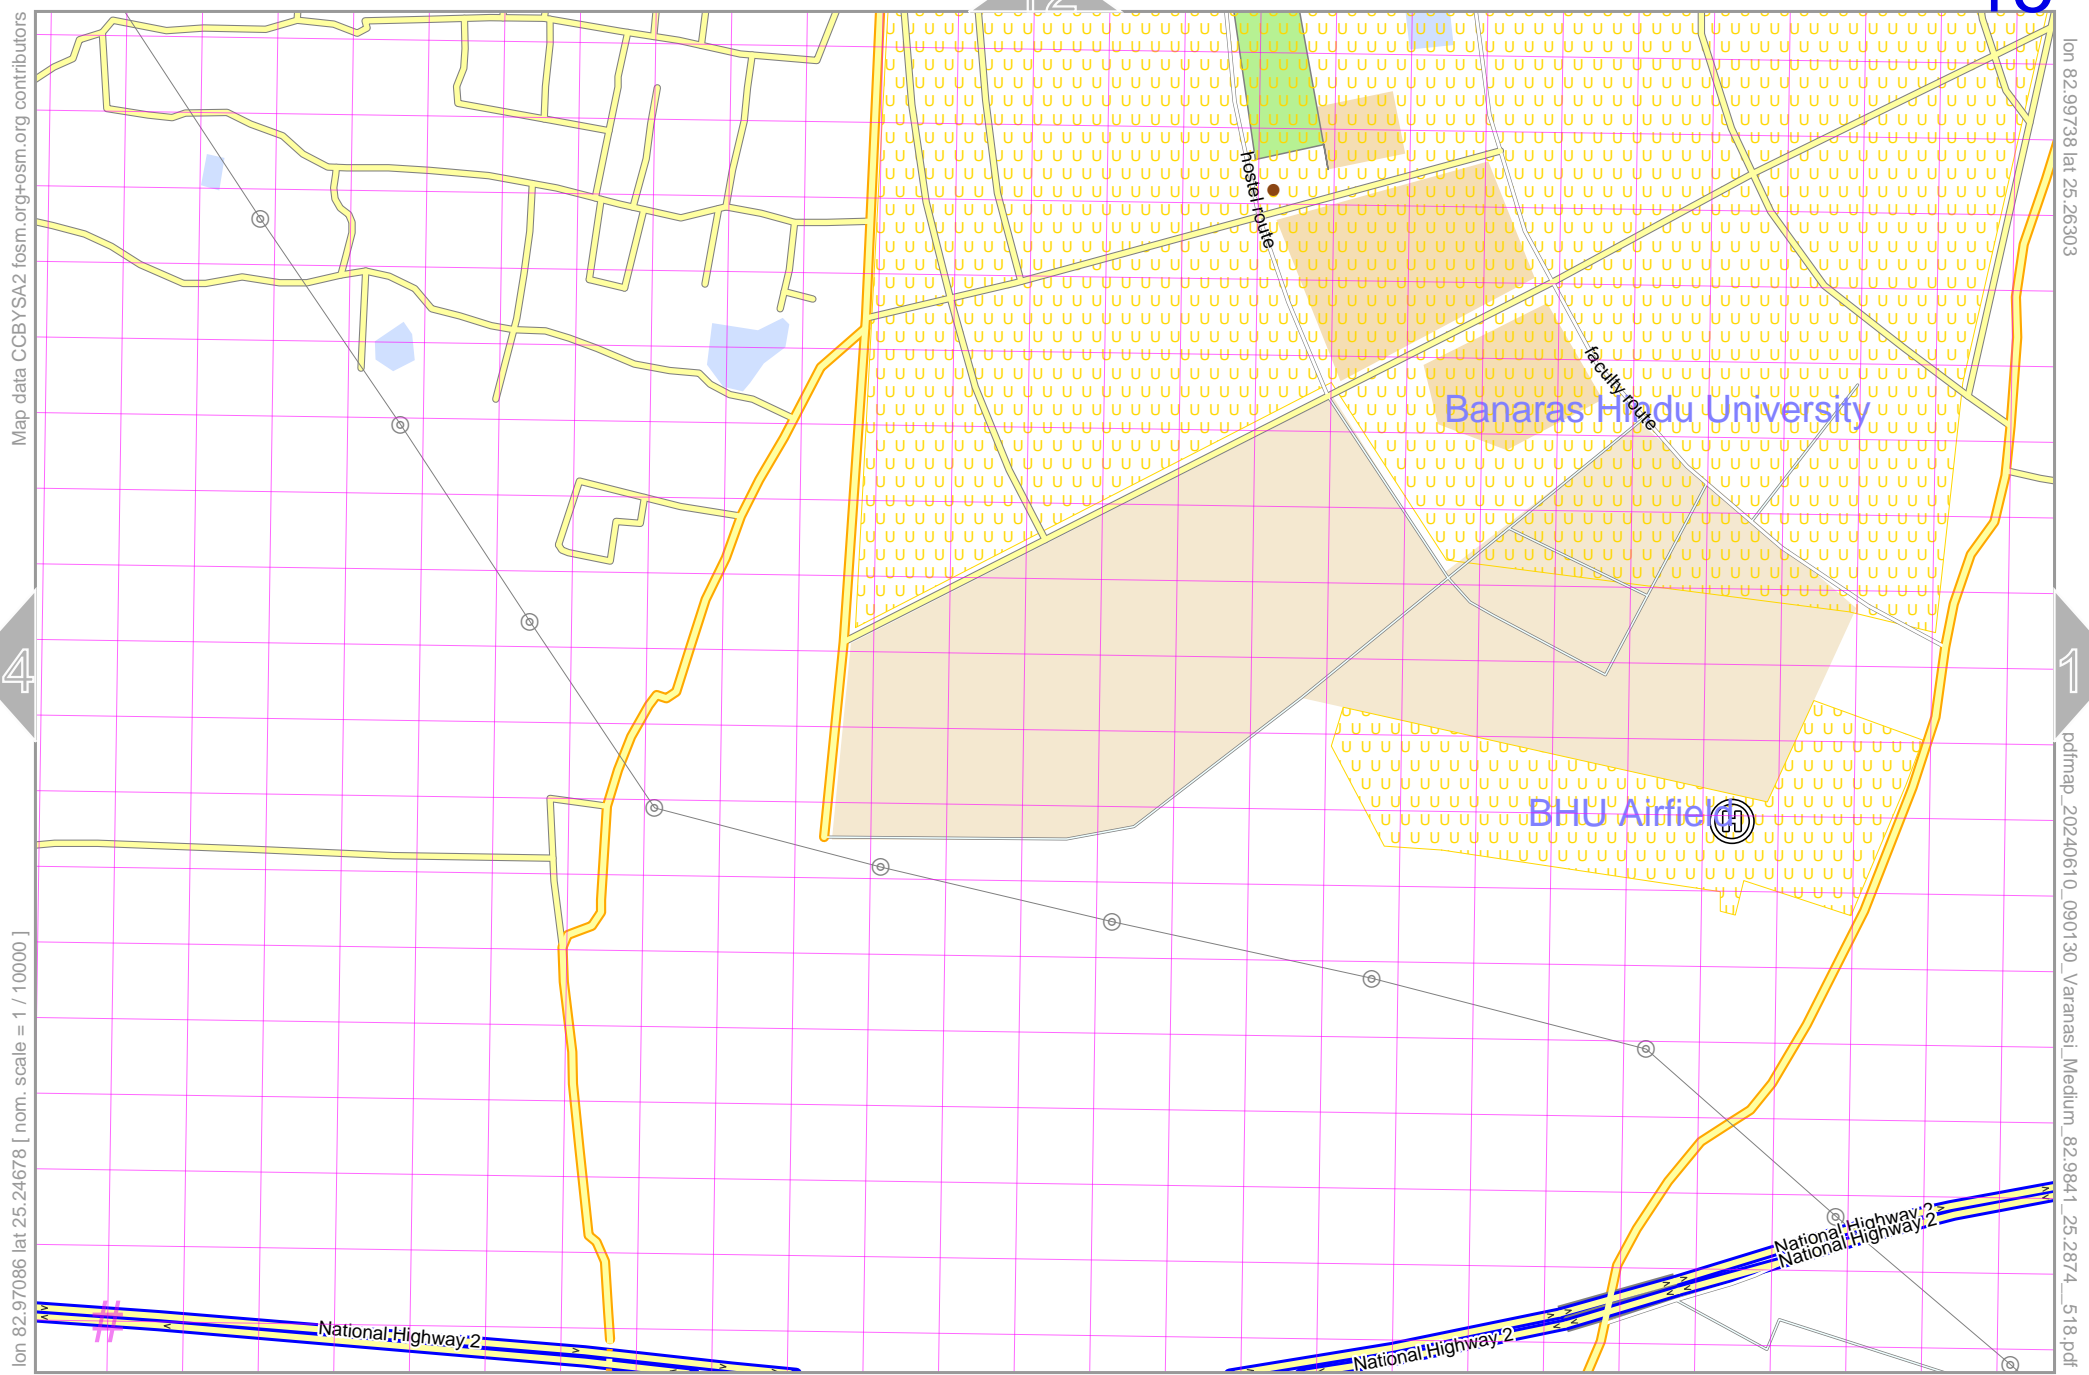 Map data CCBYSA2 fosm.org+osm.org contributors
lon 82.97086 lat 25.24678 [ nom. scale = 1 / 10000 ]
lon 82.99738 lat 25.26303
pdfmap_20240610_090130_Varanasi_Medium_82.9841_25.2874__518.pdf
4
1
hostel route
faculty route
Banaras Hindu University
BHU Airfield
H
National Highway 2
National Highway 2
National Highway 2
National Highway 2
#